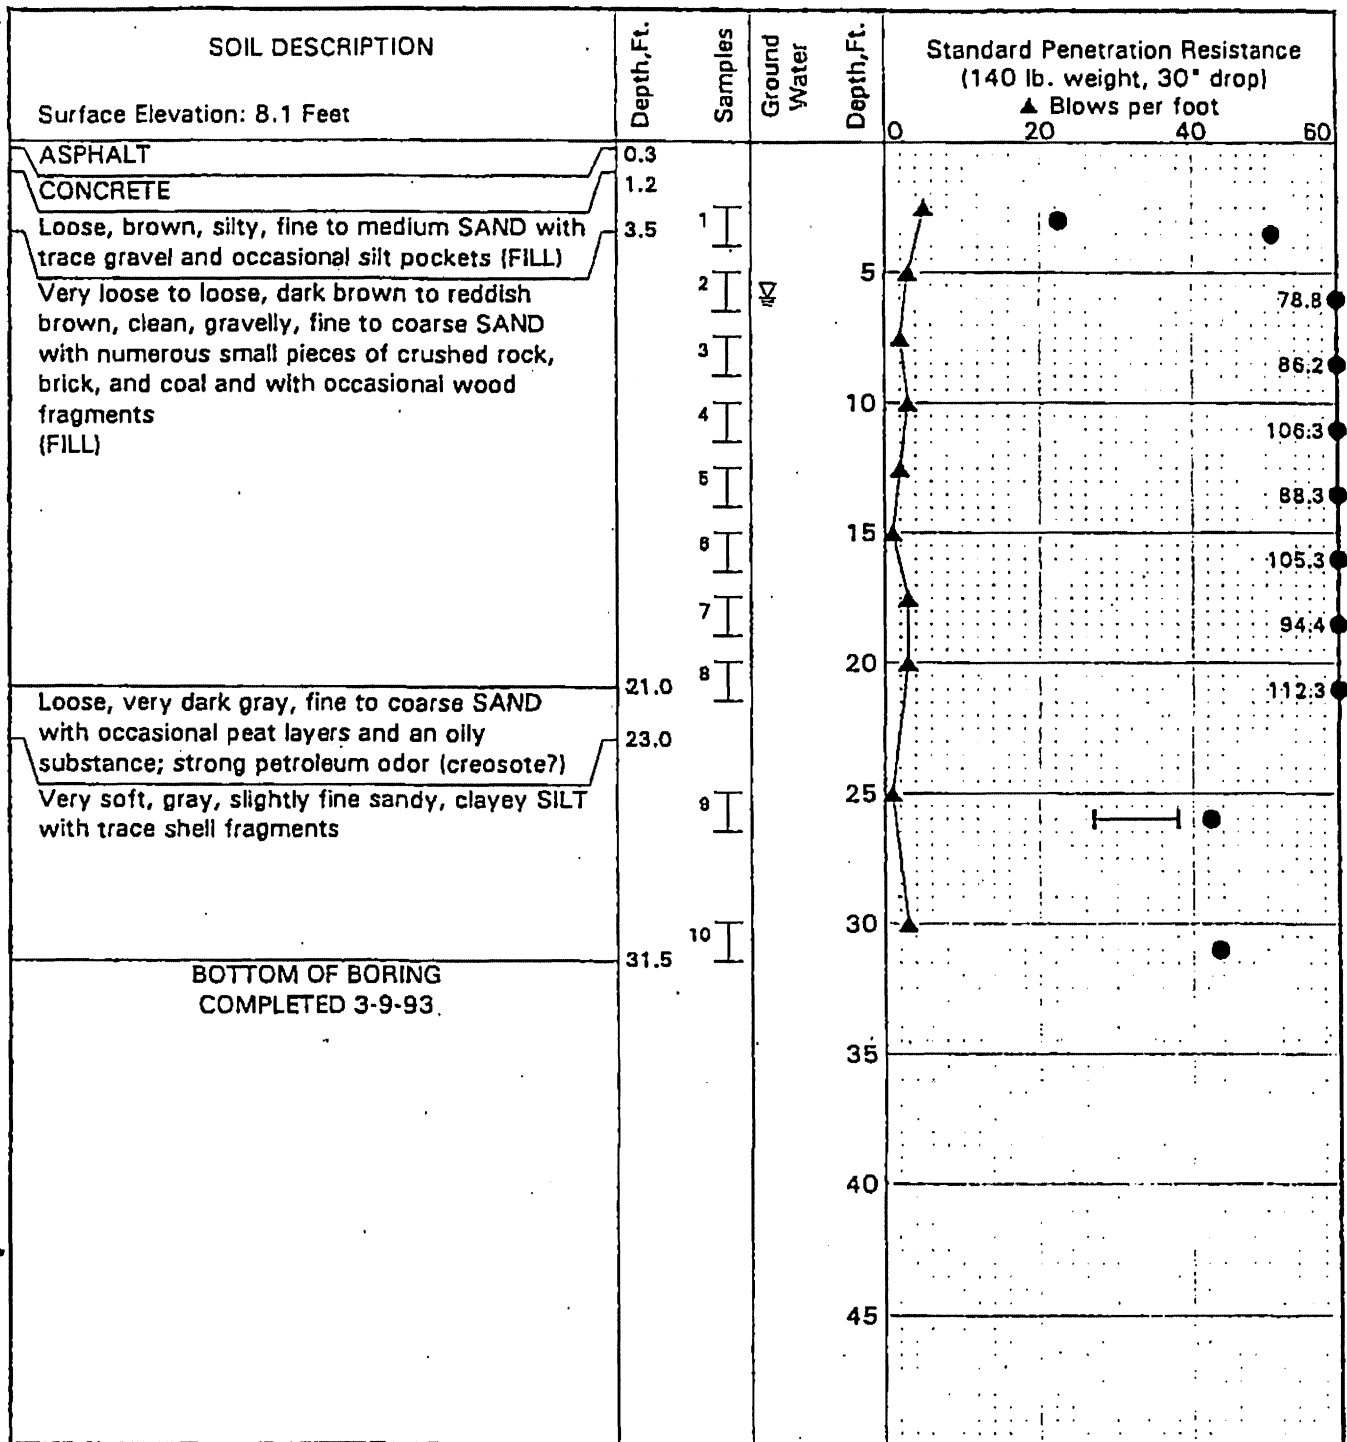 SOIL DESCRIPTION
Surface Elevation: 8.1 Feet
Depth,Ft.
Samples
Ground
Water
Depth,Ft.
Standard Penetration Resistance
(140 lb. weight, 30" drop)
▲ Blows per foot
0 20 40 60
ASPHALT
0.3
CONCRETE
1.2
Loose, brown, silty, fine to medium SAND with
trace gravel and occasional silt pockets (FILL)
3.5
Very loose to loose, dark brown to reddish
brown, clean, gravelly, fine to coarse SAND
with numerous small pieces of crushed rock,
brick, and coal and with occasional wood
fragments
(FILL)
21.0
Loose, very dark gray, fine to coarse SAND
with occasional peat layers and an oily
substance; strong petroleum odor (creosote?)
23.0
Very soft, gray, slightly fine sandy, clayey SILT
with trace shell fragments
31.5
BOTTOM OF BORING
COMPLETED 3-9-93
1
2
3
4
5
6
7
8
9
10
5
10
15
20
25
30
35
40
45
78.8
86.2
106.3
88.3
105.3
94.4
112.3